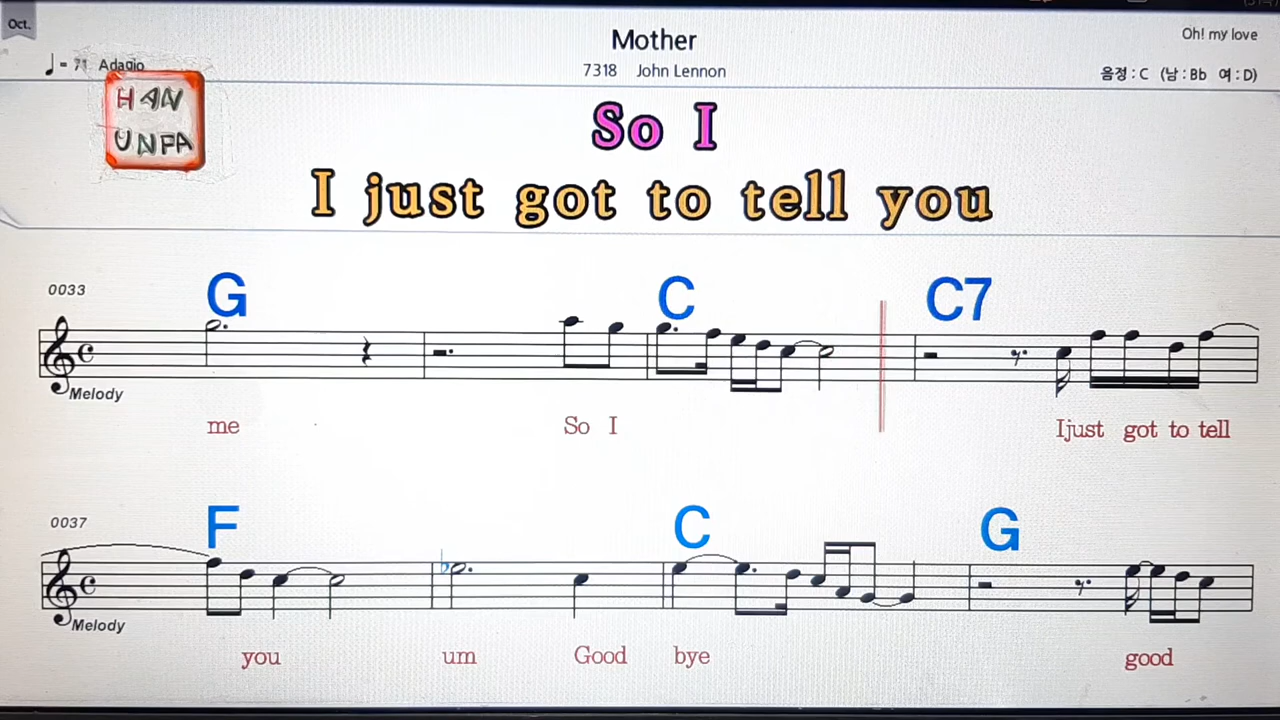 Oct.
Mother
Oh! my love
♩= 71 Adagio
7318 John Lennon
음정 : C (남 : Bb 여 : D)
HAN
UNPA
So I
I just got to tell you
0033
G C C7
Melody
me So I Ijust got to tell
0037
F C G
Melody
you um Good bye good